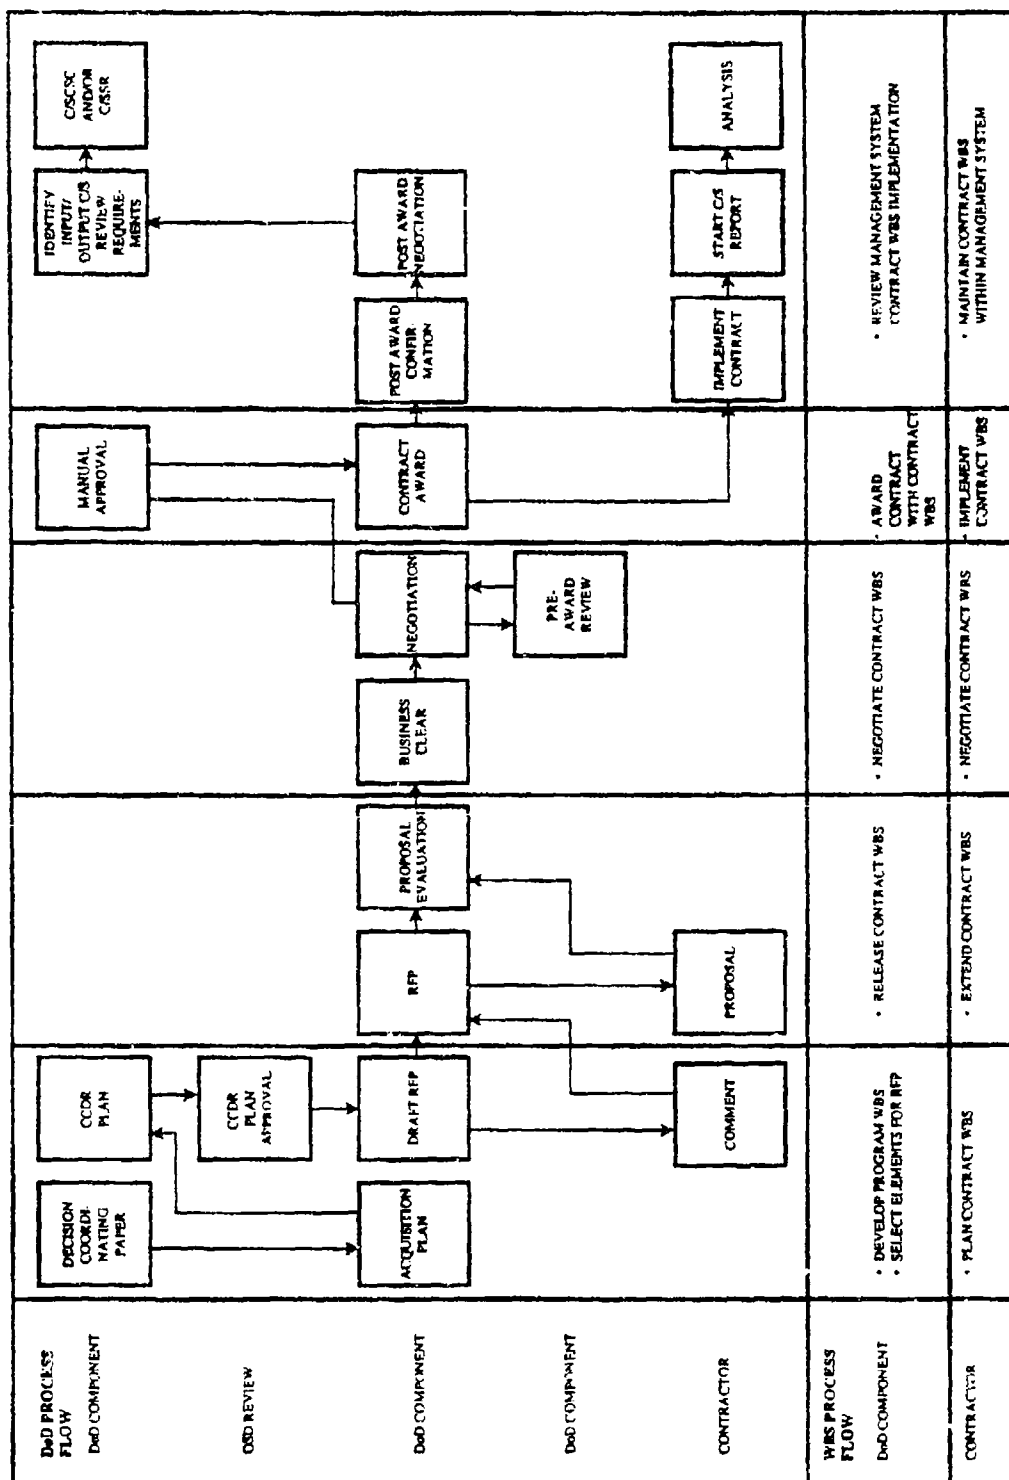 DoD PROCESS
FLOW
DoD COMPONENT
DECISION
COORDI-
NATING
PAPER
CCDR
PLAN
MANUAL
APPROVAL
IDENTIFY
INPUT/
OUTPUT C/S
REVIEW
REQUIRE-
MENTS
C/SCSC
AND/OR
C/SSR
OSD REVIEW
CCDR
PLAN
APPROVAL
DoD COMPONENT
ACQUISITION
PLAN
DRAFT RFP
RFP
PROPOSAL
EVALUATION
BUSINESS
CLEAR
NEGOTIATION
CONTRACT
AWARD
POST AWARD
CONFIR-
MATION
POST AWARD
NEGOTIATION
DoD COMPONENT
PRE-
AWARD
REVIEW
CONTRACTOR
COMMENT
PROPOSAL
IMPLEMENT
CONTRACT
START C/S
REPORT
ANALYSIS
WBS PROCESS
FLOW
DoD COMPONENT
• DEVELOP PROGRAM WBS
• SELECT ELEMENTS FOR RFP
• RELEASE CONTRACT WBS
• NEGOTIATE CONTRACT WBS
• AWARD
CONTRACT
WITH CONTRACT
WBS
• REVIEW MANAGEMENT SYSTEM
CONTRACT WBS IMPLEMENTATION
CONTRACTOR
• PLAN CONTRACT WBS
• EXTEND CONTRACT WBS
• NEGOTIATE CONTRACT WBS
• IMPLEMENT
CONTRACT WBS
• MAINTAIN CONTRACT WBS
WITHIN MANAGEMENT SYSTEM